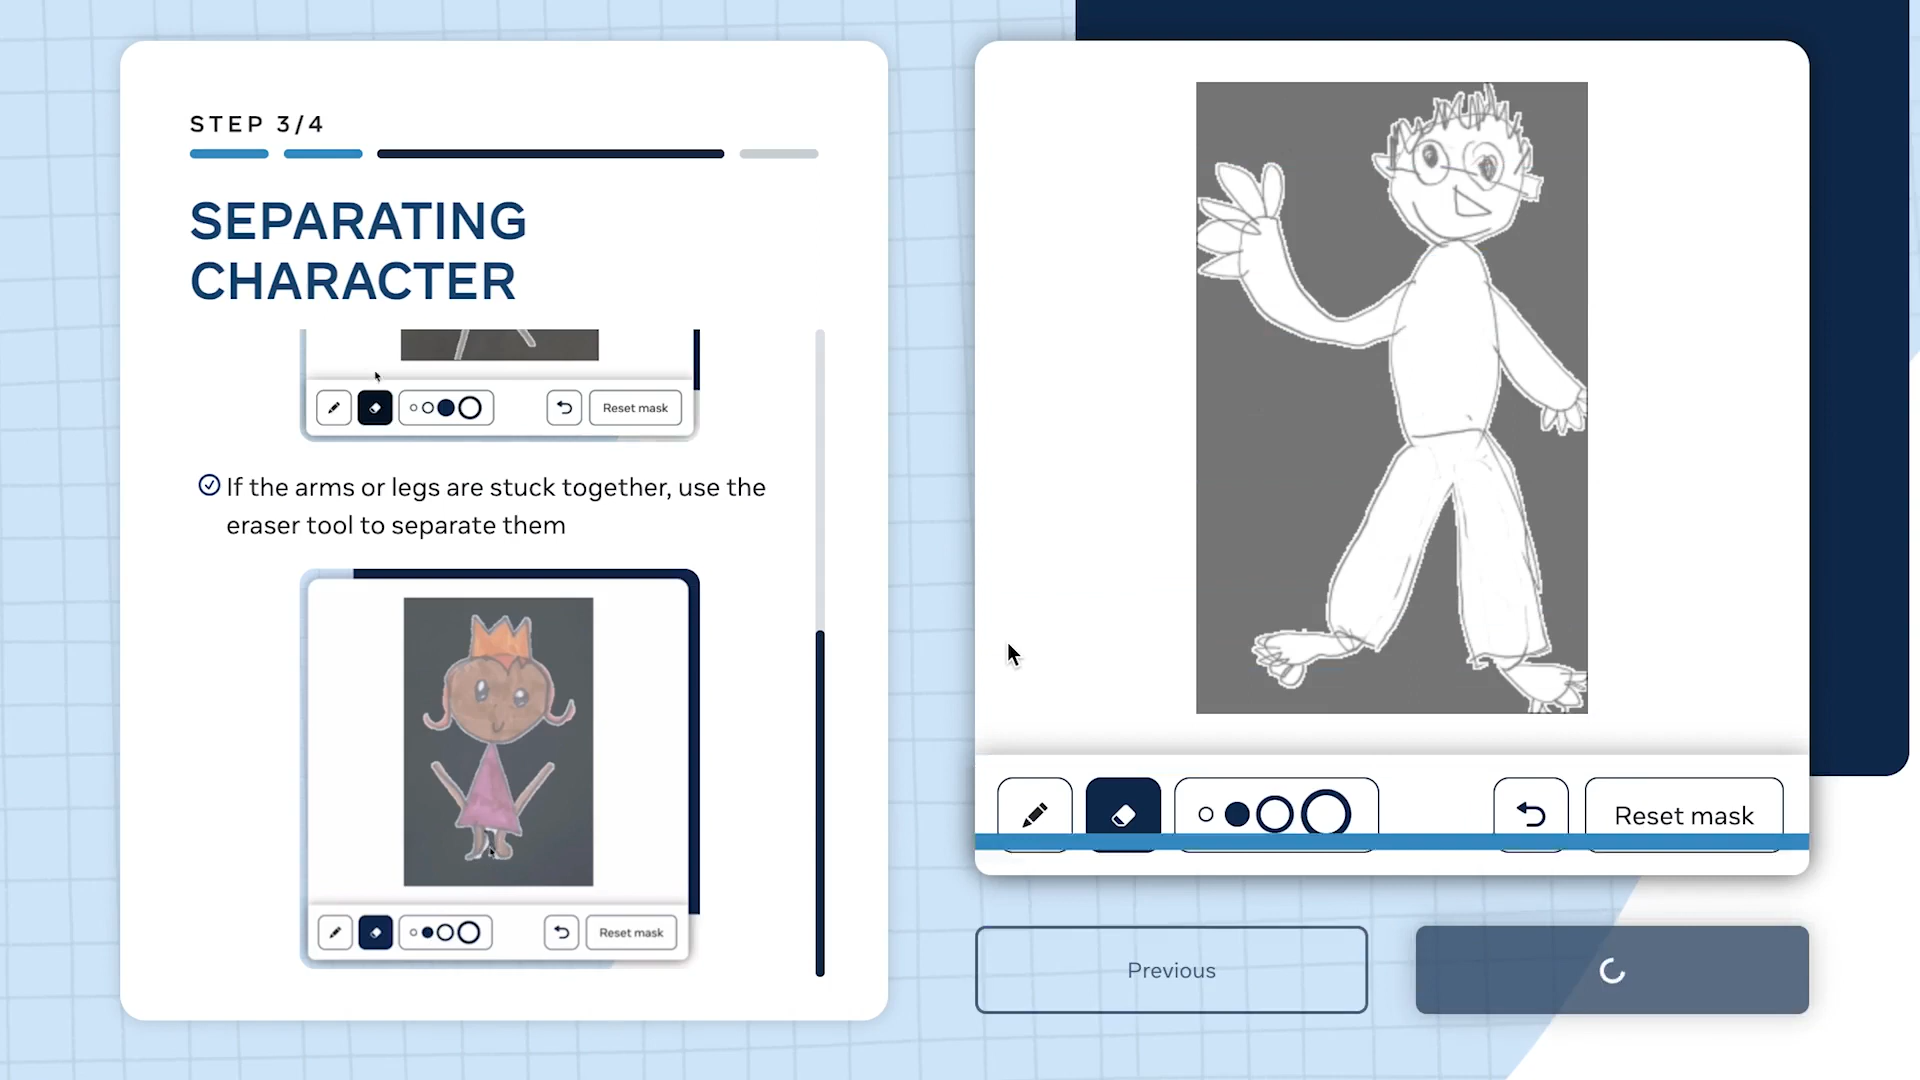 STEP 3/4
SEPARATING
CHARACTER
Reset mask
If the arms or legs are stuck together, use the
eraser tool to separate them
Reset mask
Reset mask
Previous